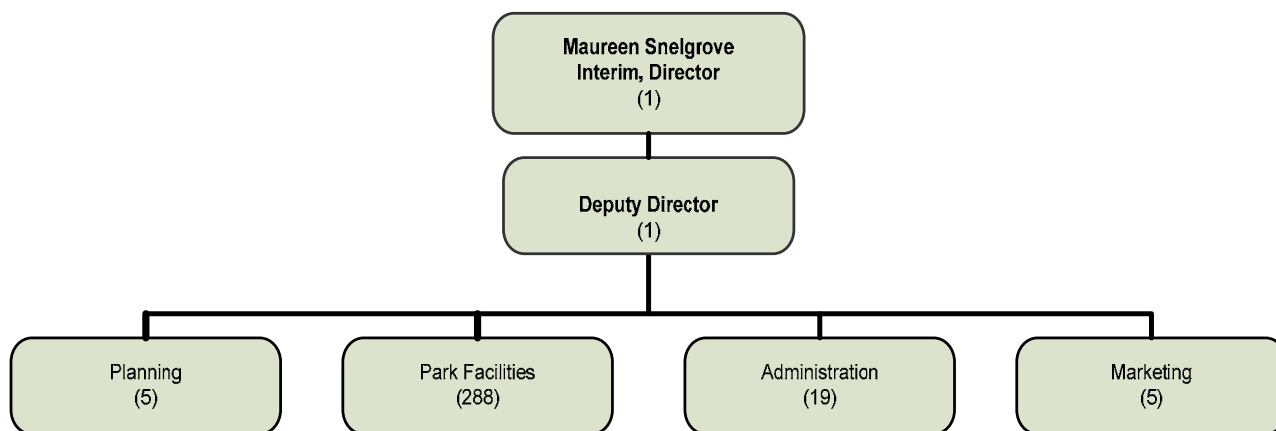 Maureen Snelgrove
Interim, Director
(1)
Deputy Director
(1)
Planning
(5)
Park Facilities
(288)
Administration
(19)
Marketing
(5)